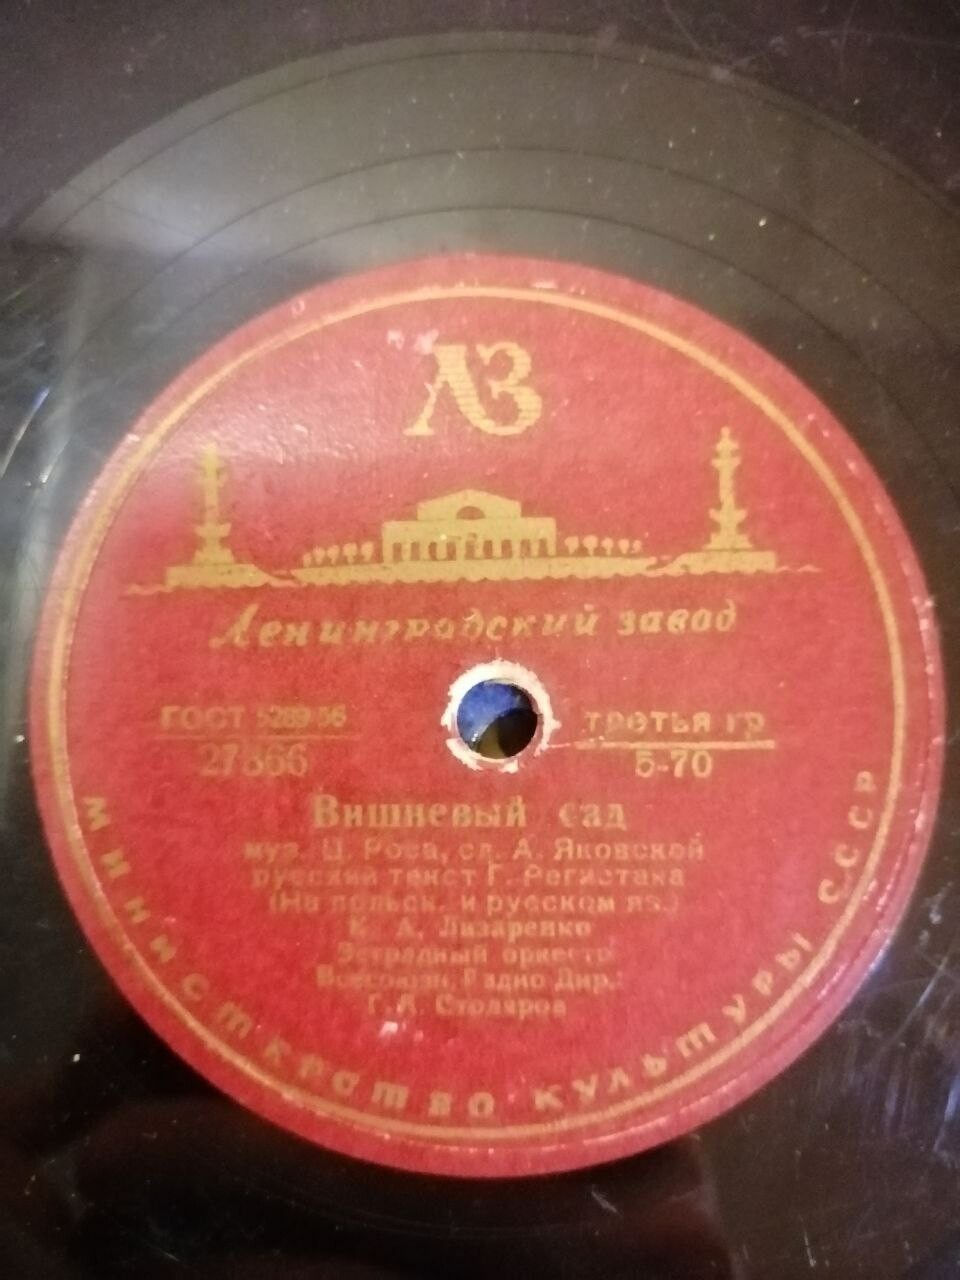 ЛЗ
Ленинградский завод
ГОСТ 5289-56
27866
третья гр
5-70
Вишневый сад
муз. Ц. Роса, сл. А. Яковской
русский текст Г. Регистана
(На польск. и русском яз.)
К. А. Лазаренко
Эстрадный оркестр
Всесоюзн. Радио Дир.:
Г. А. Столяров
МИНИСТЕРСТВО КУЛЬТУРЫ СССР